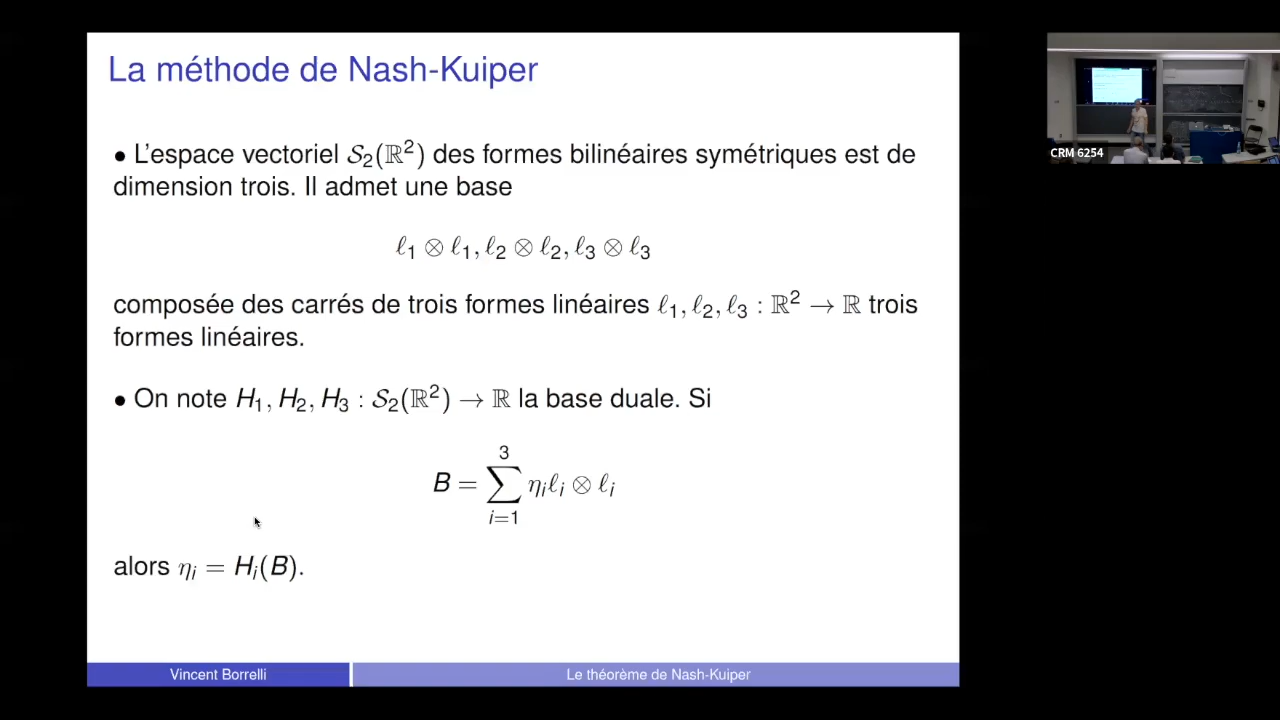 La méthode de Nash-Kuiper
• L'espace vectoriel 𝒮₂(ℝ²) des formes bilinéaires symétriques est de
dimension trois. Il admet une base
ℓ₁ ⊗ ℓ₁, ℓ₂ ⊗ ℓ₂, ℓ₃ ⊗ ℓ₃
composée des carrés de trois formes linéaires ℓ₁, ℓ₂, ℓ₃ : ℝ² → ℝ trois
formes linéaires.
• On note H₁, H₂, H₃ : 𝒮₂(ℝ²) → ℝ la base duale. Si
B = ∑_{i=1}^{3} ηᵢℓᵢ ⊗ ℓᵢ
alors ηᵢ = Hᵢ(B).
Vincent Borrelli
Le théorème de Nash-Kuiper
CRM 6254